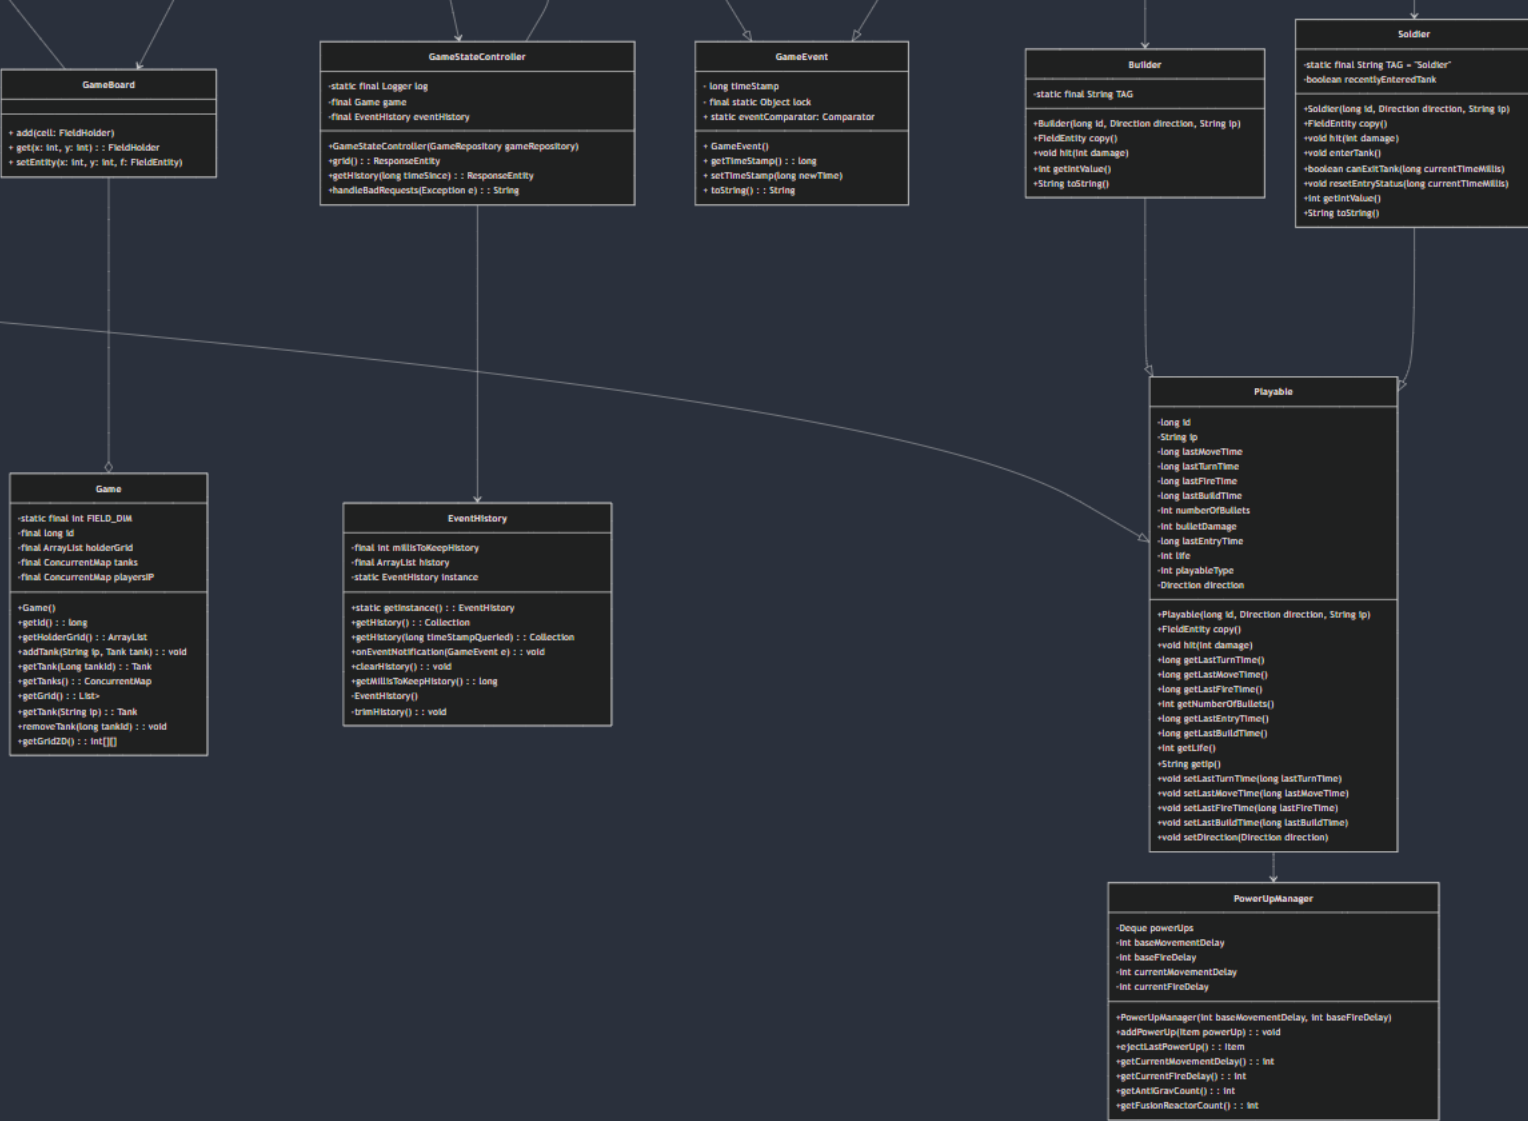 GameBoard
+ add(cell: FieldHolder)
+ get(x: int, y: int) : : FieldHolder
+ setEntity(x: int, y: int, f: FieldEntity)
GameStateController
-static final Logger log
-final Game game
-final EventHistory eventHistory
+GameStateController(GameRepository gameRepository)
+grid() : : ResponseEntity
+getHistory(long timeSince) : : ResponseEntity
+handleBadRequests(Exception e) : : String
GameEvent
- long timeStamp
- final static Object lock
+ static eventComparator: Comparator
+ GameEvent()
+ getTimeStamp() : : long
+ setTimeStamp(long newTime)
+ toString() : : String
Builder
-static final String TAG
+Builder(long id, Direction direction, String ip)
+FieldEntity copy()
+void hit(int damage)
+int getIntValue()
+String toString()
Soldier
-static final String TAG = "Soldier"
-boolean recentlyEnteredTank
+Soldier(long id, Direction direction, String ip)
+FieldEntity copy()
+void hit(int damage)
+void enterTank()
+boolean canExitTank(long currentTimeMillis)
+void resetEntryStatus(long currentTimeMillis)
+int getIntValue()
+String toString()
Game
-static final int FIELD_DIM
-final long id
-final ArrayList holderGrid
-final ConcurrentMap tanks
-final ConcurrentMap playersIP
+Game()
+getId() : : long
+getHolderGrid() : : ArrayList
+addTank(String ip, Tank tank) : : void
+getTank(Long tankId) : : Tank
+getTanks() : : ConcurrentMap
+getGrid() : : List>
+getTank(String ip) : : Tank
+removeTank(long tankId) : : void
+getGrid2D() : : int[][]
EventHistory
-final int millisToKeepHistory
-final ArrayList history
-static EventHistory instance
+static getInstance() : : EventHistory
+getHistory() : : Collection
+getHistory(long timeStampQueried) : : Collection
+onEventNotification(GameEvent e) : : void
+clearHistory() : : void
+getMillisToKeepHistory() : : long
-EventHistory()
-trimHistory() : : void
Playable
-long id
-String ip
-long lastMoveTime
-long lastTurnTime
-long lastFireTime
-long lastBuildTime
-int numberOfBullets
-int bulletDamage
-long lastEntryTime
-int life
-int playableType
-Direction direction
+Playable(long id, Direction direction, String ip)
+FieldEntity copy()
+void hit(int damage)
+long getLastTurnTime()
+long getLastMoveTime()
+long getLastFireTime()
+int getNumberOfBullets()
+long getLastEntryTime()
+long getLastBuildTime()
+int getLife()
+String getIp()
+void setLastTurnTime(long lastTurnTime)
+void setLastMoveTime(long lastMoveTime)
+void setLastFireTime(long lastFireTime)
+void setLastBuildTime(long lastBuildTime)
+void setDirection(Direction direction)
PowerUpManager
-Deque powerUps
-int baseMovementDelay
-int baseFireDelay
-int currentMovementDelay
-int currentFireDelay
+PowerUpManager(int baseMovementDelay, int baseFireDelay)
+addPowerUp(Item powerUp) : : void
+ejectLastPowerUp() : : Item
+getCurrentMovementDelay() : : int
+getCurrentFireDelay() : : int
+getAntiGravCount() : : int
+getFusionReactorCount() : : int